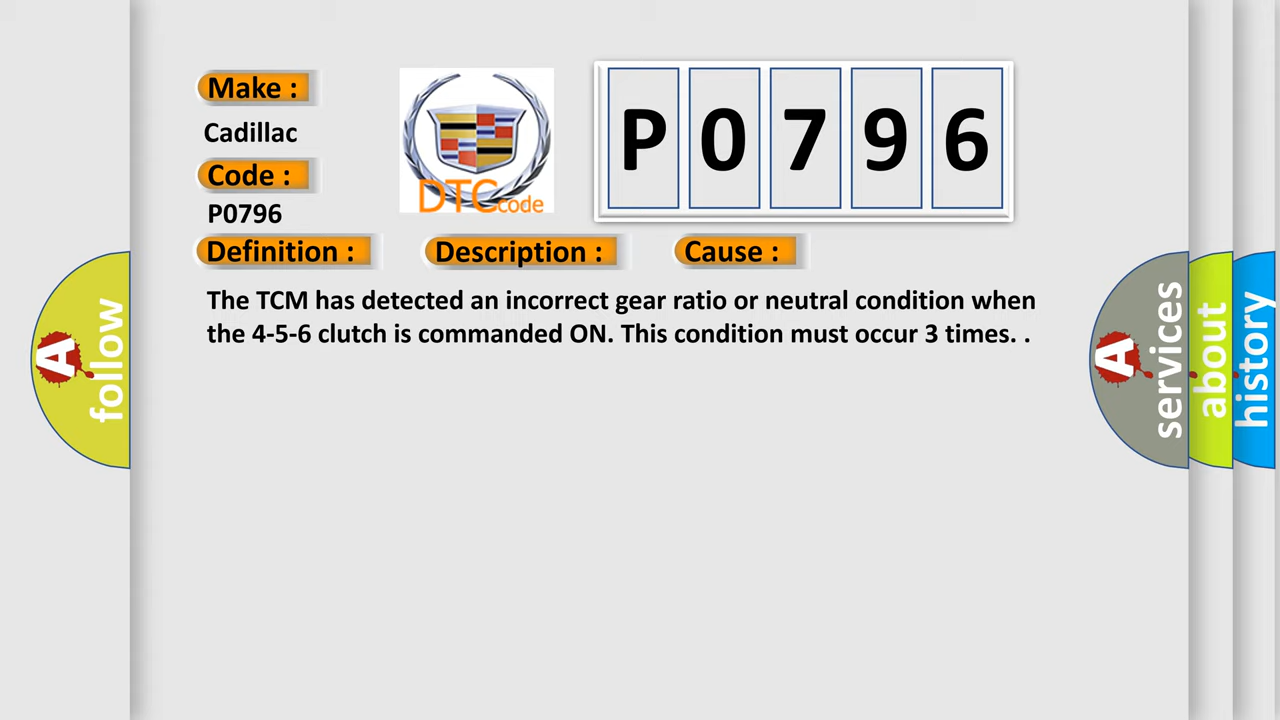 Make :
Cadillac
Code :
P0796
DTC code
P 0 7 9 6
Definition :
Description :
Cause :
The TCM has detected an incorrect gear ratio or neutral condition when
the 4-5-6 clutch is commanded ON. This condition must occur 3 times. .
A follow
A services
about
history